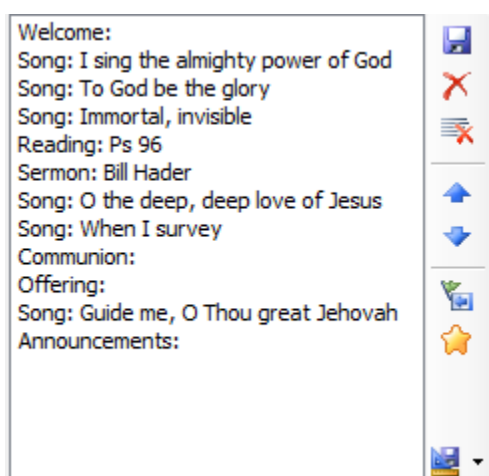 Welcome:
Song: I sing the almighty power of God
Song: To God be the glory
Song: Immortal, invisible
Reading: Ps 96
Sermon: Bill Hader
Song: O the deep, deep love of Jesus
Song: When I survey
Communion:
Offering:
Song: Guide me, O Thou great Jehovah
Announcements: